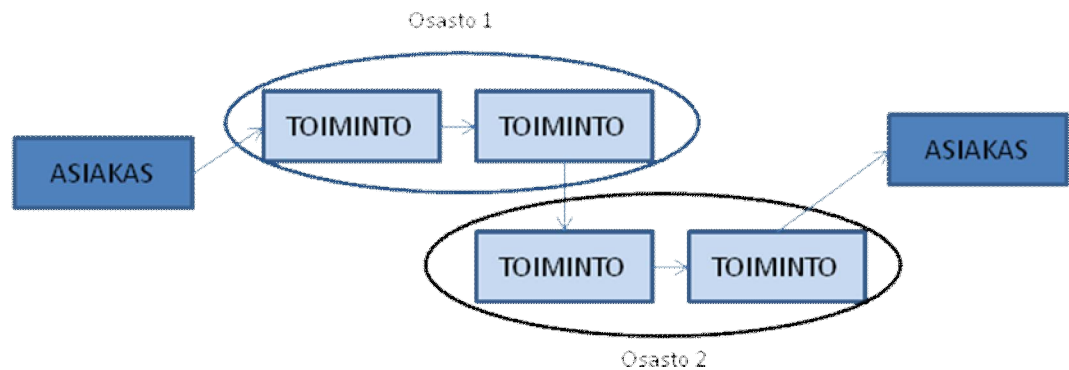 Osasto 1
TOIMINTO
TOIMINTO
ASIAKAS
ASIAKAS
TOIMINTO
TOIMINTO
Osasto 2